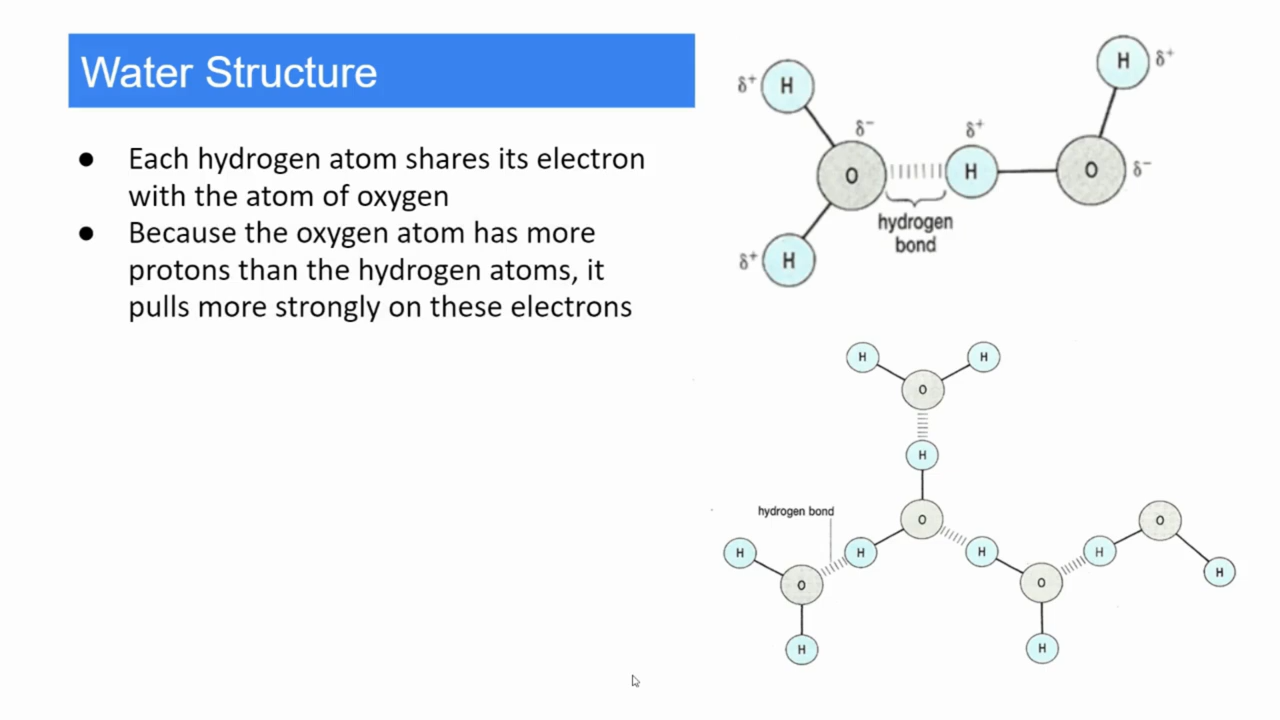 Water Structure
● Each hydrogen atom shares its electron
with the atom of oxygen
● Because the oxygen atom has more
protons than the hydrogen atoms, it
pulls more strongly on these electrons
H δ⁺
δ⁺ H
δ⁻ δ⁺
O H O δ⁻
hydrogen
bond
δ⁺ H
H H
O
H
hydrogen bond
O O
H H H H
H
O O
H H